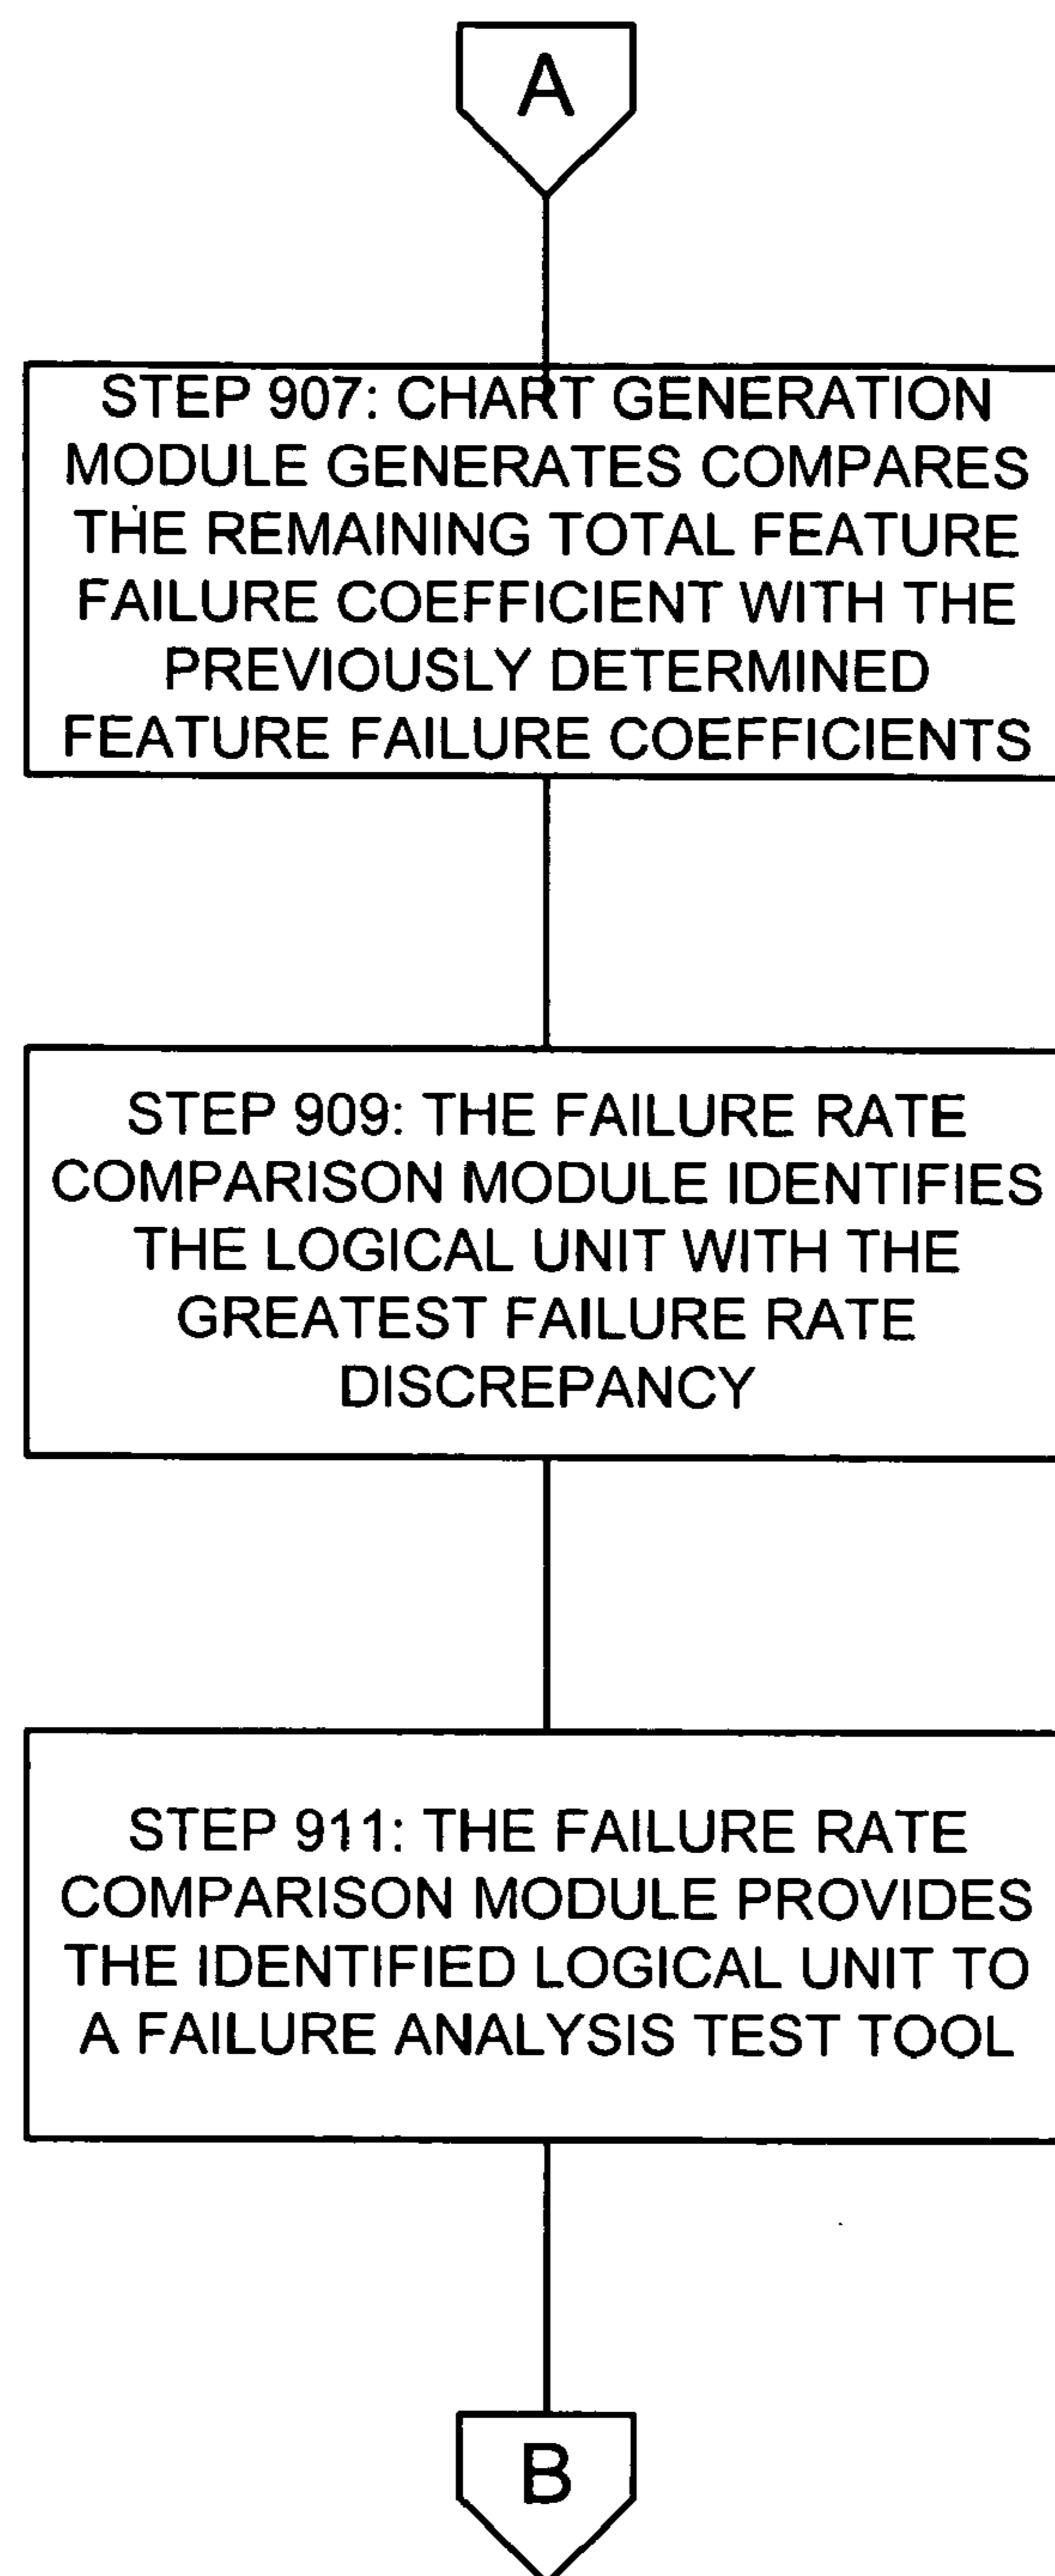 A
STEP 907: CHART GENERATION
MODULE GENERATES COMPARES
THE REMAINING TOTAL FEATURE
FAILURE COEFFICIENT WITH THE
PREVIOUSLY DETERMINED
FEATURE FAILURE COEFFICIENTS
STEP 909: THE FAILURE RATE
COMPARISON MODULE IDENTIFIES
THE LOGICAL UNIT WITH THE
GREATEST FAILURE RATE
DISCREPANCY
STEP 911: THE FAILURE RATE
COMPARISON MODULE PROVIDES
THE IDENTIFIED LOGICAL UNIT TO
A FAILURE ANALYSIS TEST TOOL
B